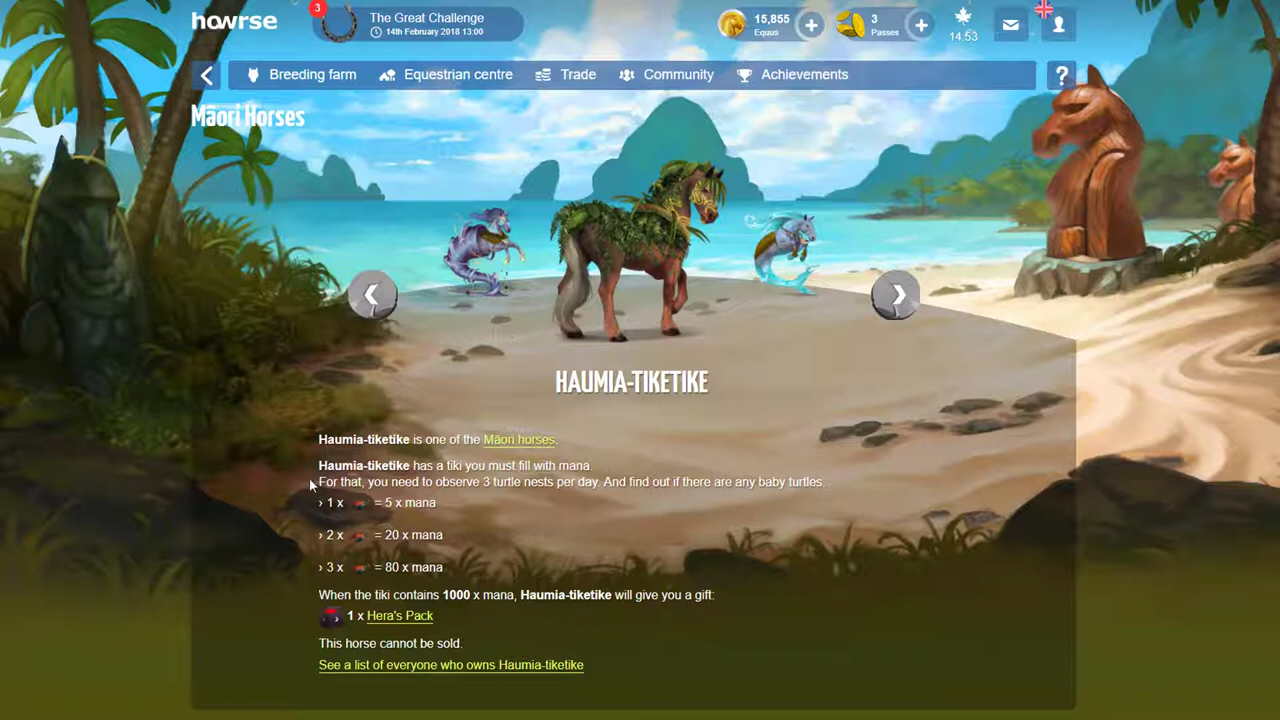 howrse
3
The Great Challenge
14th February 2018 13:00
15,855
Equus
3
Passes
14:53
Breeding farm
Equestrian centre
Trade
Community
Achievements
?
Māori Horses
HAUMIA-TIKETIKE
Haumia-tiketike is one of the Māori horses.
Haumia-tiketike has a tiki you must fill with mana.
For that, you need to observe 3 turtle nests per day. And find out if there are any baby turtles.
› 1 x = 5 x mana
› 2 x = 20 x mana
› 3 x = 80 x mana
When the tiki contains 1000 x mana, Haumia-tiketike will give you a gift:
1 x Hera's Pack
This horse cannot be sold.
See a list of everyone who owns Haumia-tiketike